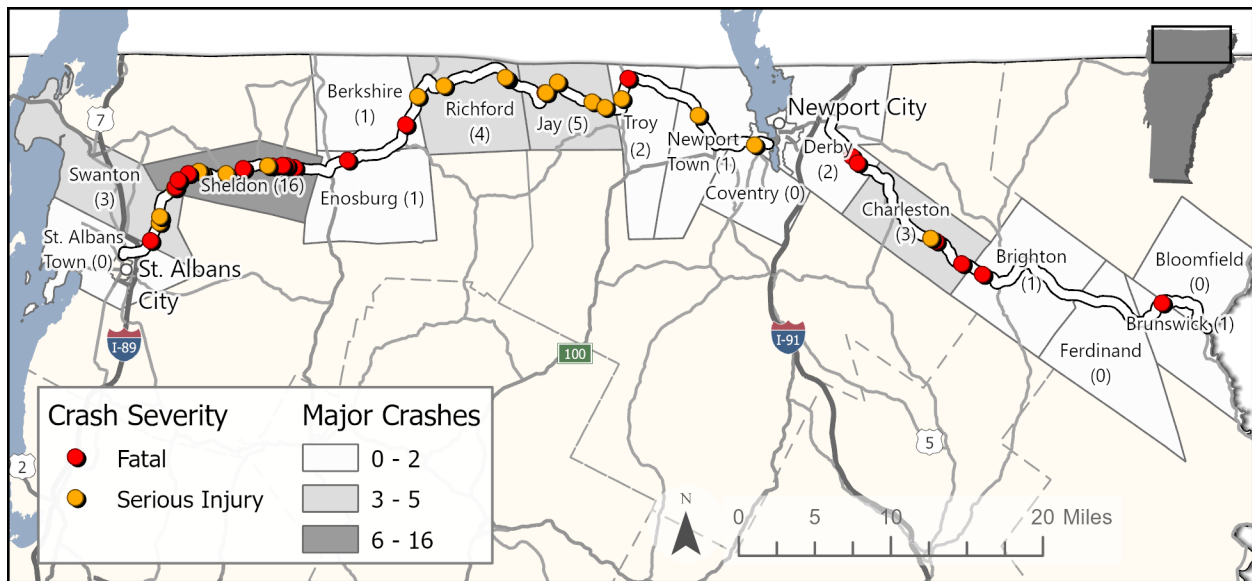 Berkshire
(1)
Richford
(4)
Jay (5)
Troy
(2)
Newport City
Newport
Town (1)
Derby
(2)
Coventry (0)
7
Swanton
(3)
Sheldon (16)
Enosburg (1)
St. Albans
Town (0)
St. Albans
City
Charleston
(3)
Brighton
(1)
Bloomfield
(0)
Brunswick (1)
Ferdinand
(0)
I-89
I-91
100
5
2
Crash Severity
Fatal
Serious Injury
Major Crashes
0 - 2
3 - 5
6 - 16
N
0 5 10 20 Miles